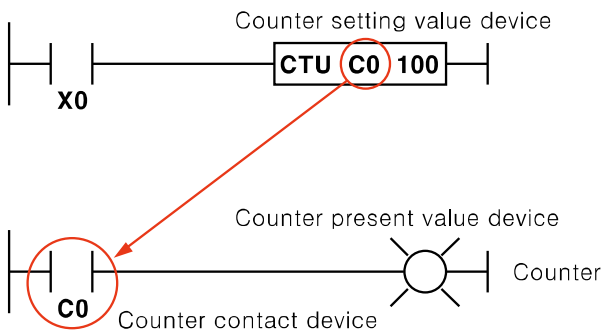 Counter setting value device
CTU C0 100
X0
Counter present value device
Counter
C0
Counter contact device